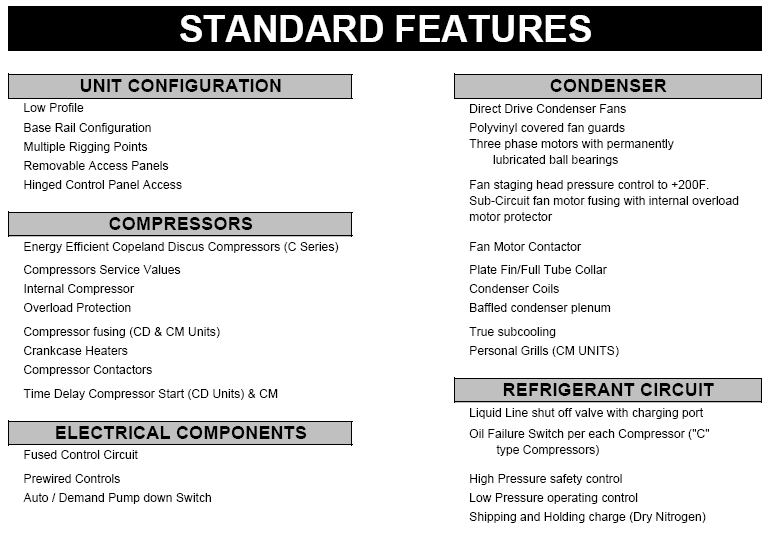 STANDARD FEATURES
UNIT CONFIGURATION
Low Profile
Base Rail Configuration
Multiple Rigging Points
Removable Access Panels
Hinged Control Panel Access
COMPRESSORS
Energy Efficient Copeland Discus Compressors (C Series)
Compressors Service Values
Internal Compressor
Overload Protection
Compressor fusing (CD & CM Units)
Crankcase Heaters
Compressor Contactors
Time Delay Compressor Start (CD Units) & CM
ELECTRICAL COMPONENTS
Fused Control Circuit
Prewired Controls
Auto / Demand Pump down Switch
CONDENSER
Direct Drive Condenser Fans
Polyvinyl covered fan guards
Three phase motors with permanently
lubricated ball bearings
Fan staging head pressure control to +200F.
Sub-Circuit fan motor fusing with internal overload
motor protector
Fan Motor Contactor
Plate Fin/Full Tube Collar
Condenser Coils
Baffled condenser plenum
True subcooling
Personal Grills (CM UNITS)
REFRIGERANT CIRCUIT
Liquid Line shut off valve with charging port
Oil Failure Switch per each Compressor ("C"
type Compressors)
High Pressure safety control
Low Pressure operating control
Shipping and Holding charge (Dry Nitrogen)